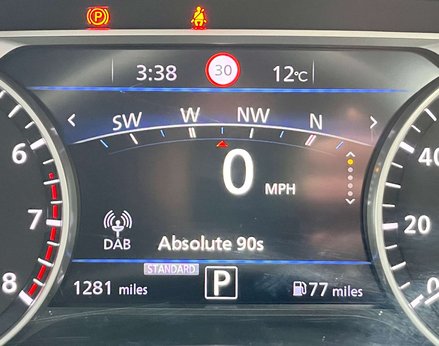 P
3:38 30 12°C
SW W NW N
0 MPH
DAB
Absolute 90s
STANDARD
1281 miles P 77 miles
6
7
8
40
20
0